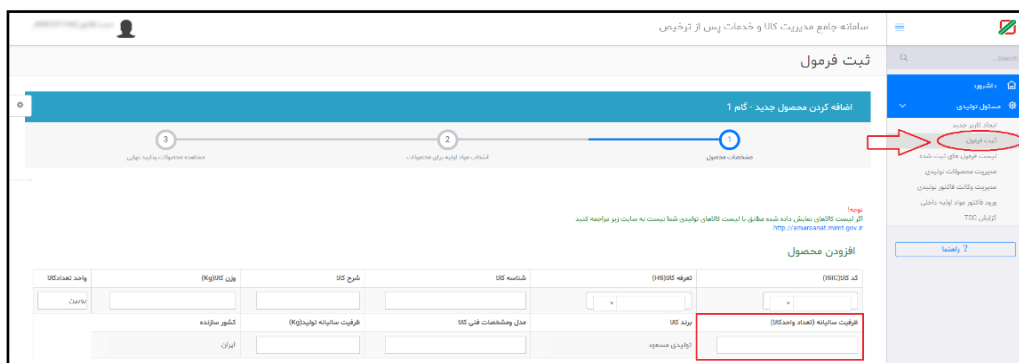 سامانه جامع مدیریت کالا و خدمات پس از ترخیص
ثبت فرمول
Search...
داشبورد
مسئول تولیدی
ایجاد کاربر جدید
ثبت فرمول
لیست فرمول های ثبت شده
مدیریت محصولات تولیدی
مدیریت وکالت فاکتور تولیدی
ورود فاکتور مواد اولیه داخلی
گزارش TSC
راهنما ?
اضافه کردن محصول جدید - گام 1
1
2
3
مشخصات محصول
انتخاب مواد اولیه برای محصولات
مشاهده محصولات وتایید نهایی
توجه!
اگر لیست کالاهای نمایش داده شده مطابق با لیست کالاهای تولیدی شما نیست به سایت زیر مراجعه کنید
http://amarsanat.mimt.gov.ir
افزودن محصول
کد کالا(ISIC)
تعرفه کالا(HS)
شناسه کالا
شرح کالا
وزن کالا(Kg)
واحد تعدادکالا
ظرفیت سالیانه (تعداد واحدکالا)
برند کالا
مدل ومشخصات فنی کالا
ظرفیت سالیانه تولید(Kg)
کشور سازنده
تولیدی مسعود
ایران